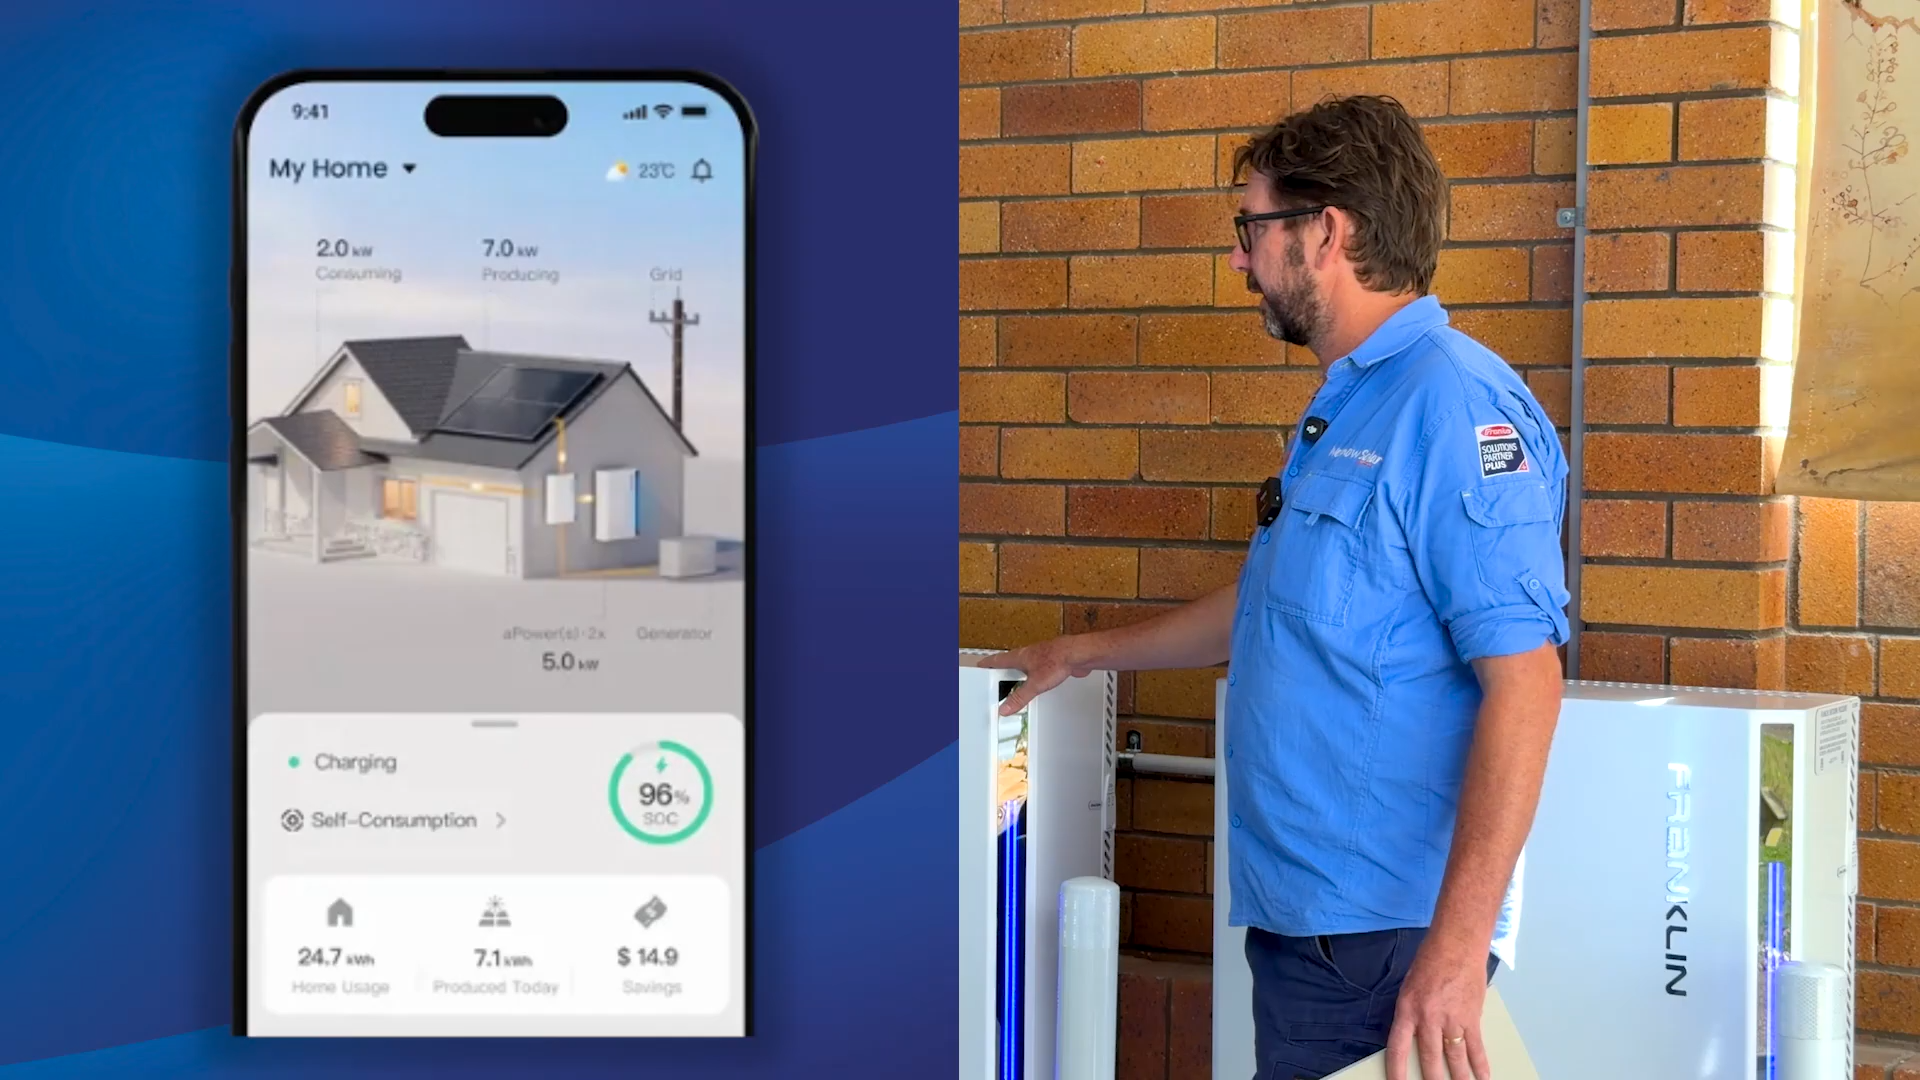 9:41
My Home
23°C
2.0 kW
Consuming
7.0 kW
Producing
Grid
aPower(s)·2x
5.0 kW
Generator
Charging
Self-Consumption
96%
SOC
24.7 kWh
Home Usage
7.1 kWh
Produced Today
$ 14.9
Savings
SOLUTIONS
PARTNER
PLUS
FRANKLIN